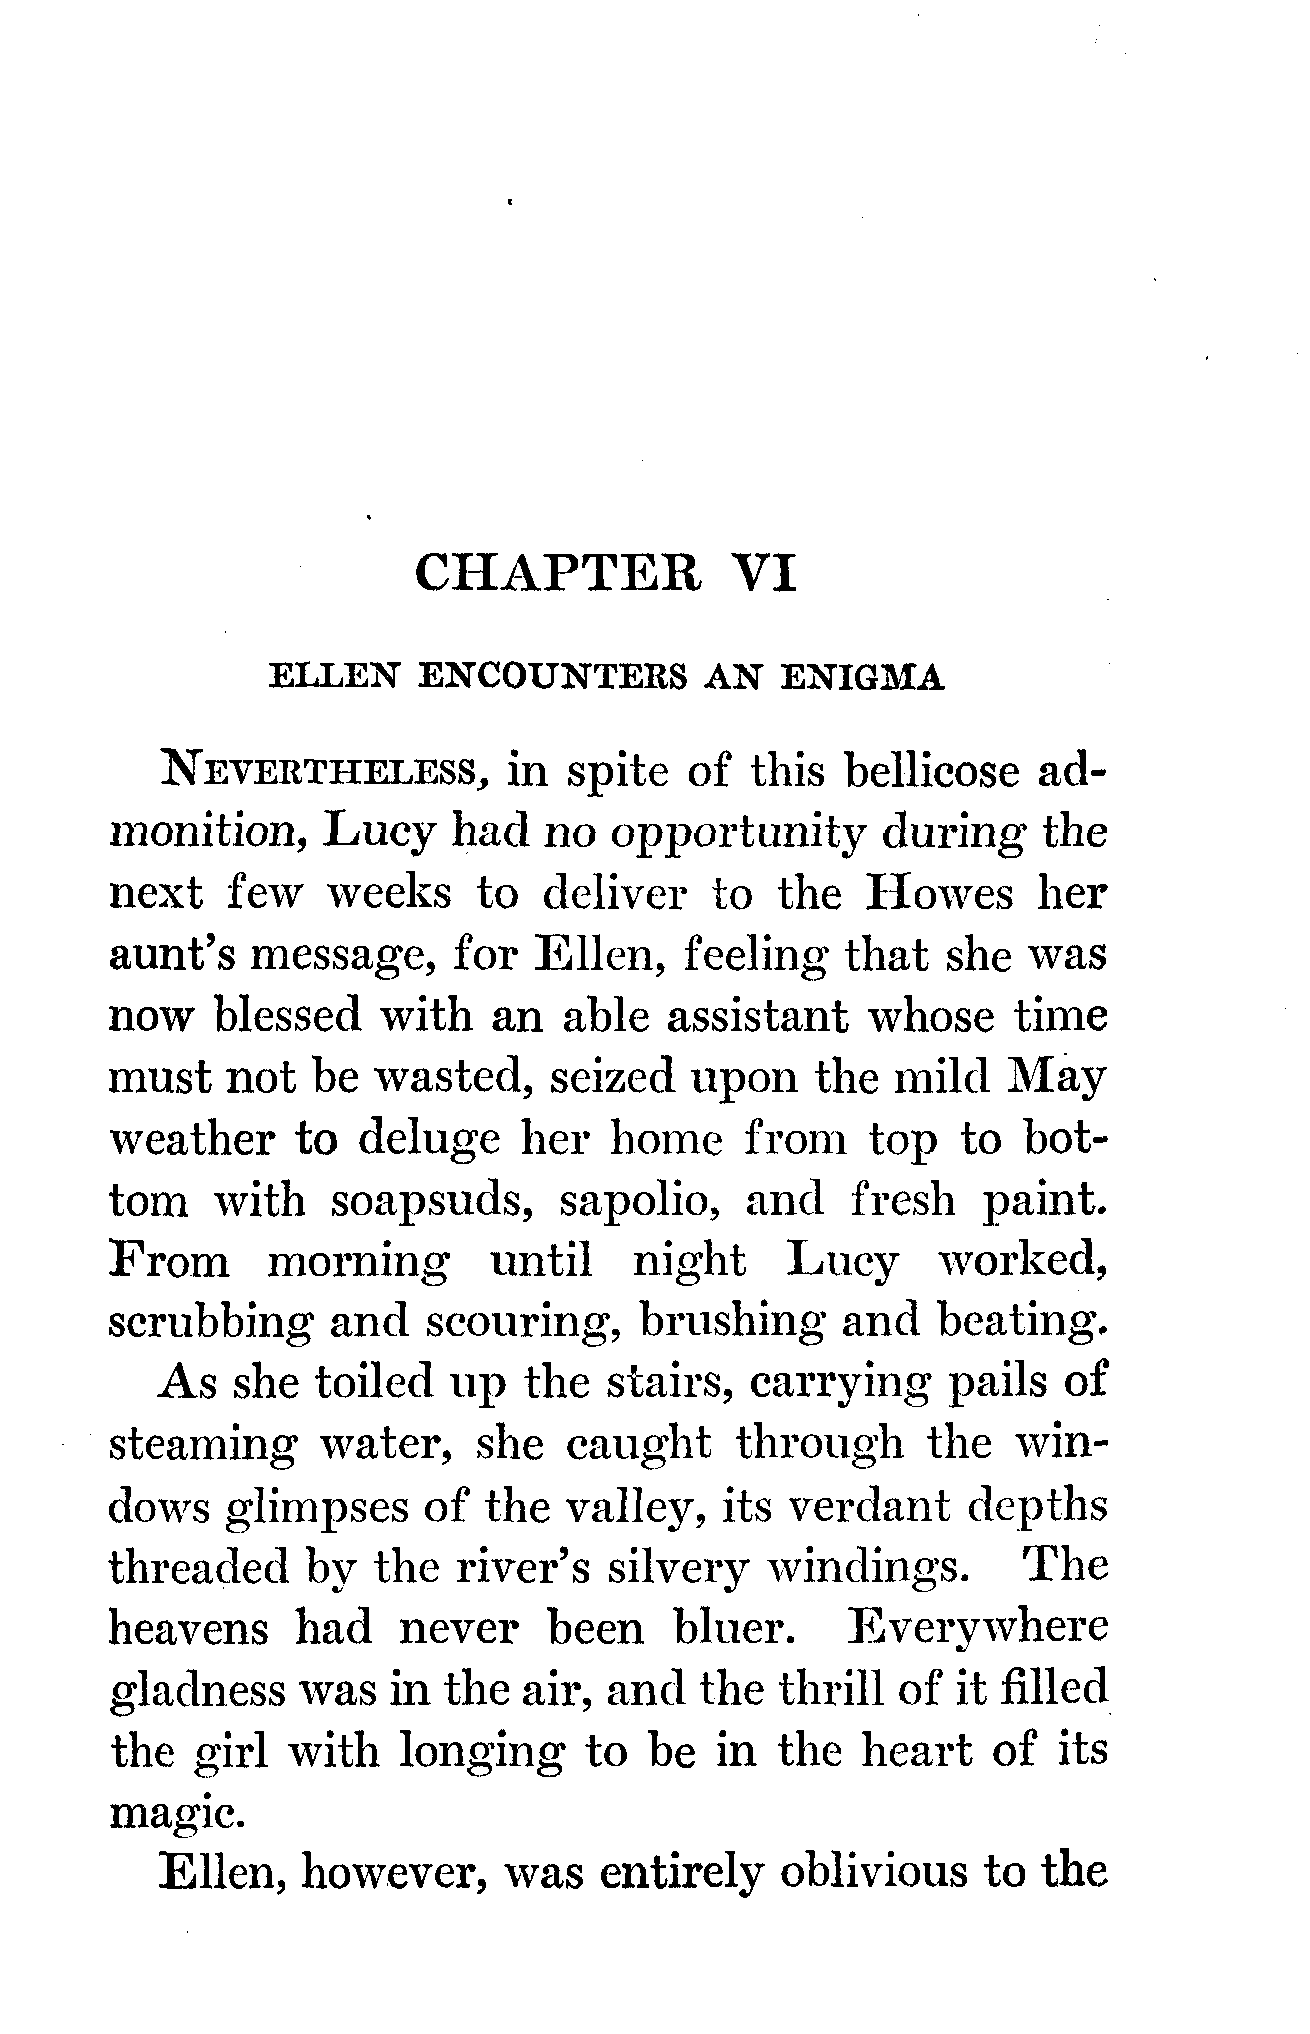 CHAPTER VI
ELLEN ENCOUNTERS AN ENIGMA
NEVERTHELESS, in spite of this bellicose ad-
monition, Lucy had no opportunity during the
next few weeks to deliver to the Howes her
aunt's message, for Ellen, feeling that she was
now blessed with an able assistant whose time
must not be wasted, seized upon the mild May
weather to deluge her home from top to bot-
tom with soapsuds, sapolio, and fresh paint.
From morning until night Lucy worked,
scrubbing and scouring, brushing and beating.
As she toiled up the stairs, carrying pails of
steaming water, she caught through the win-
dows glimpses of the valley, its verdant depths
threaded by the river's silvery windings. The
heavens had never been bluer. Everywhere
gladness was in the air, and the thrill of it filled
the girl with longing to be in the heart of its
magic.
Ellen, however, was entirely oblivious to the